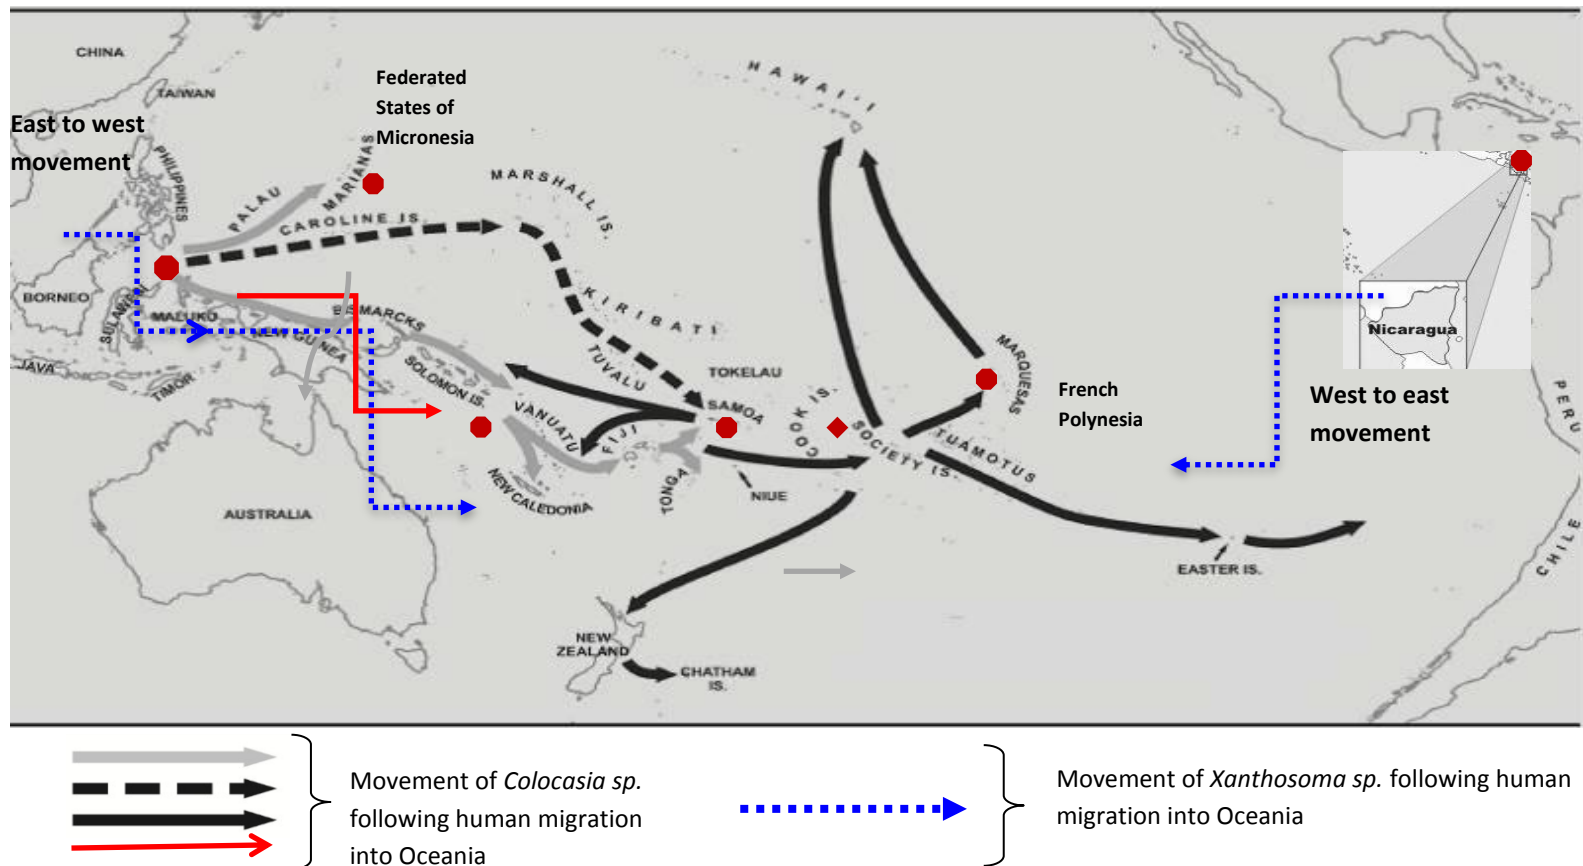 CHINA
TAIWAN
Federated
States of
Micronesia
HAWAI'I
East to west
movement
PHILIPPINES
PALAU
MARIANAS
CAROLINE IS.
MARSHALL IS.
BORNEO
SULAWESI
MALUKU
BISMARCKS
NEW GUINEA
KIRIBATI
JAVA
TIMOR
SOLOMON IS.
TUVALU
TOKELAU
MARQUESAS
Nicaragua
VANUATU
FIJI
SAMOA
COOK IS.
SOCIETY IS.
TUAMOTUS
French
Polynesia
West to east
movement
PERU
NEW CALEDONIA
TONGA
NIUE
AUSTRALIA
EASTER IS.
CHILE
NEW
ZEALAND
CHATHAM
IS.
Movement of Colocasia sp.
following human migration
into Oceania
Movement of Xanthosoma sp. following human
migration into Oceania